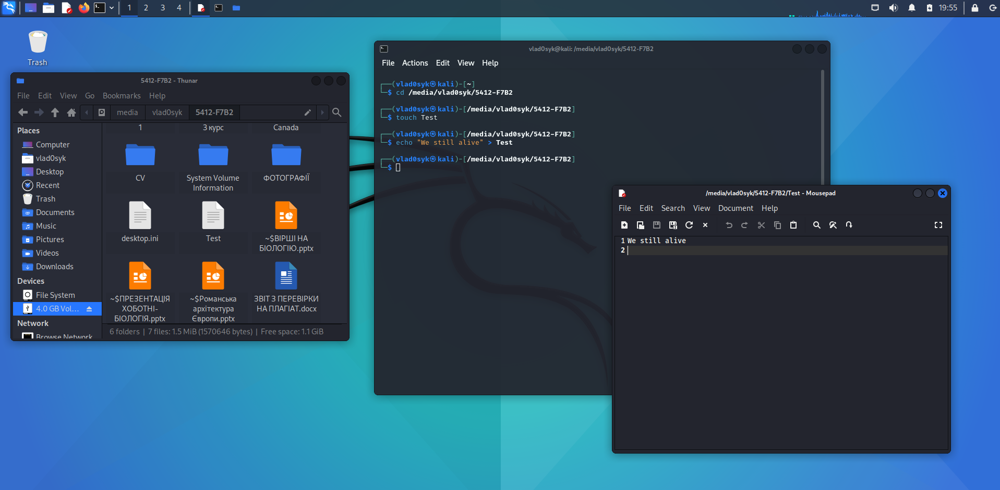 1 2 3 4
19:55
Trash
5412-F7B2 - Thunar
File Edit View Go Bookmarks Help
media vlad0syk 5412-F7B2
Places
Computer
vlad0syk
Desktop
Recent
Trash
Documents
Music
Pictures
Videos
Downloads
Devices
File System
4.0 GB Vol...
Network
Browse Network
1 3 курс Canada
CV System Volume Information ФОТОГРАФІЇ
desktop.ini Test ~$ВІРШІ НА БІОЛОГІЮ.pptx
~$ПРЕЗЕНТАЦІЯ ХОБОТНІ-БІОЛОГІЯ.pptx ~$Романська архітектура Європи.pptx ЗВІТ З ПЕРЕВІРКИ НА ПЛАГІАТ.docx
6 folders | 7 files: 1.5 MiB (1570646 bytes) | Free space: 1.1 GiB
vlad0syk@kali: /media/vlad0syk/5412-F7B2
File Actions Edit View Help
┌──(vlad0syk㉿kali)-[~]
└─$ cd /media/vlad0syk/5412-F7B2
┌──(vlad0syk㉿kali)-[/media/vlad0syk/5412-F7B2]
└─$ touch Test
┌──(vlad0syk㉿kali)-[/media/vlad0syk/5412-F7B2]
└─$ echo "We still alive" > Test
┌──(vlad0syk㉿kali)-[/media/vlad0syk/5412-F7B2]
└─$
/media/vlad0syk/5412-F7B2/Test - Mousepad
File Edit Search View Document Help
1 We still alive
2